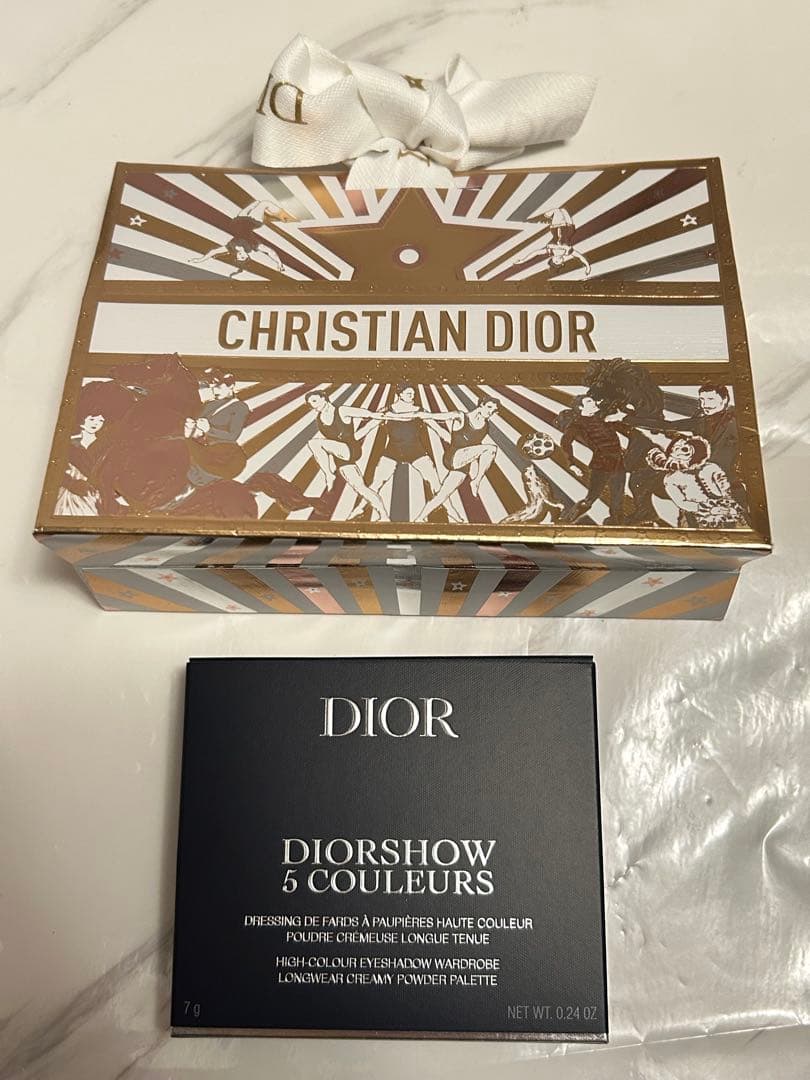 DI
CHRISTIAN DIOR
DIOR
DIORSHOW
5 COULEURS
DRESSING DE FARDS À PAUPIÈRES HAUTE COULEUR
POUDRE CRÉMEUSE LONGUE TENUE
HIGH-COLOUR EYESHADOW WARDROBE
LONGWEAR CREAMY POWDER PALETTE
7 g
NET WT. 0.24 OZ